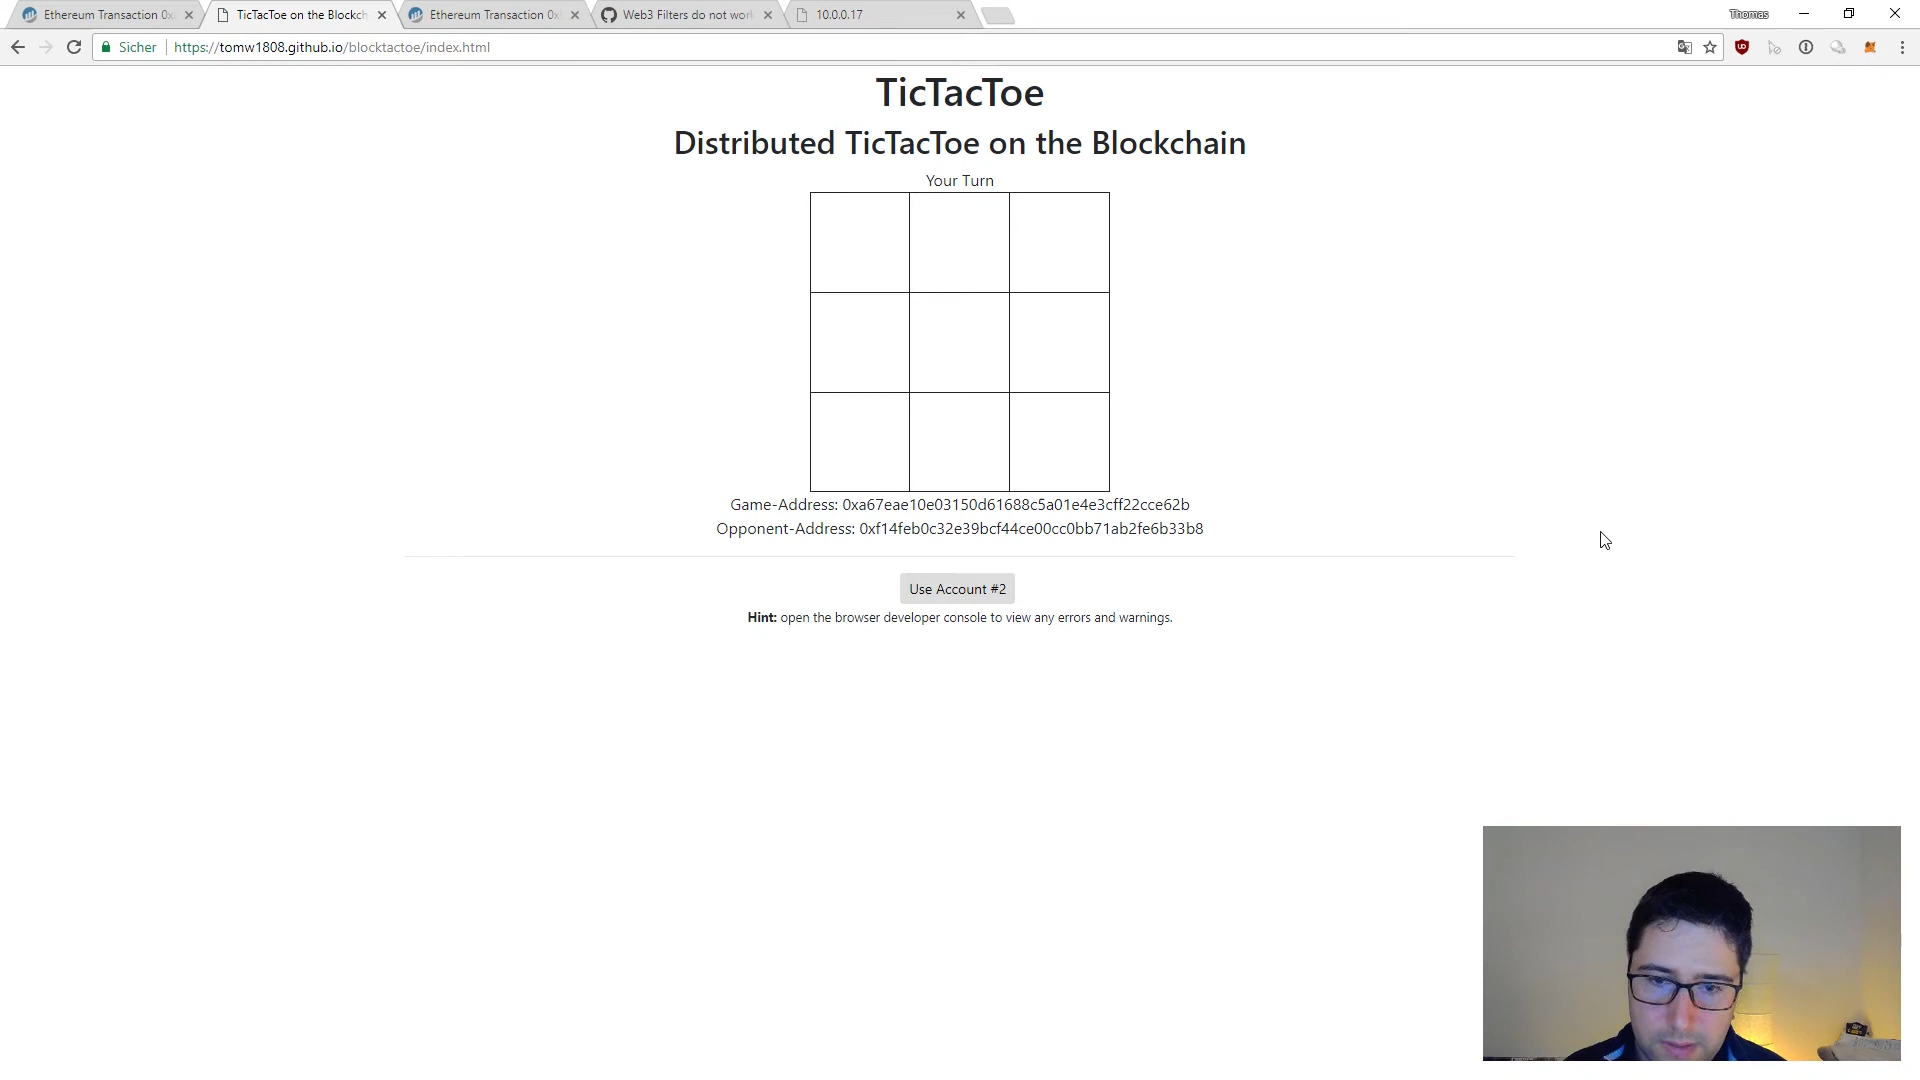 Ethereum Transaction 0x
TicTacToe on the Blockch
Ethereum Transaction 0x
Web3 Filters do not wor
10.0.0.17
Thomas
Sicher
https://tomw1808.github.io/blocktactoe/index.html
TicTacToe
Distributed TicTacToe on the Blockchain
Your Turn
Game-Address: 0xa67eae10e03150d61688c5a01e4e3cff22cce62b
Opponent-Address: 0xf14feb0c32e39bcf44ce00cc0bb71ab2fe6b33b8
Use Account #2
Hint: open the browser developer console to view any errors and warnings.